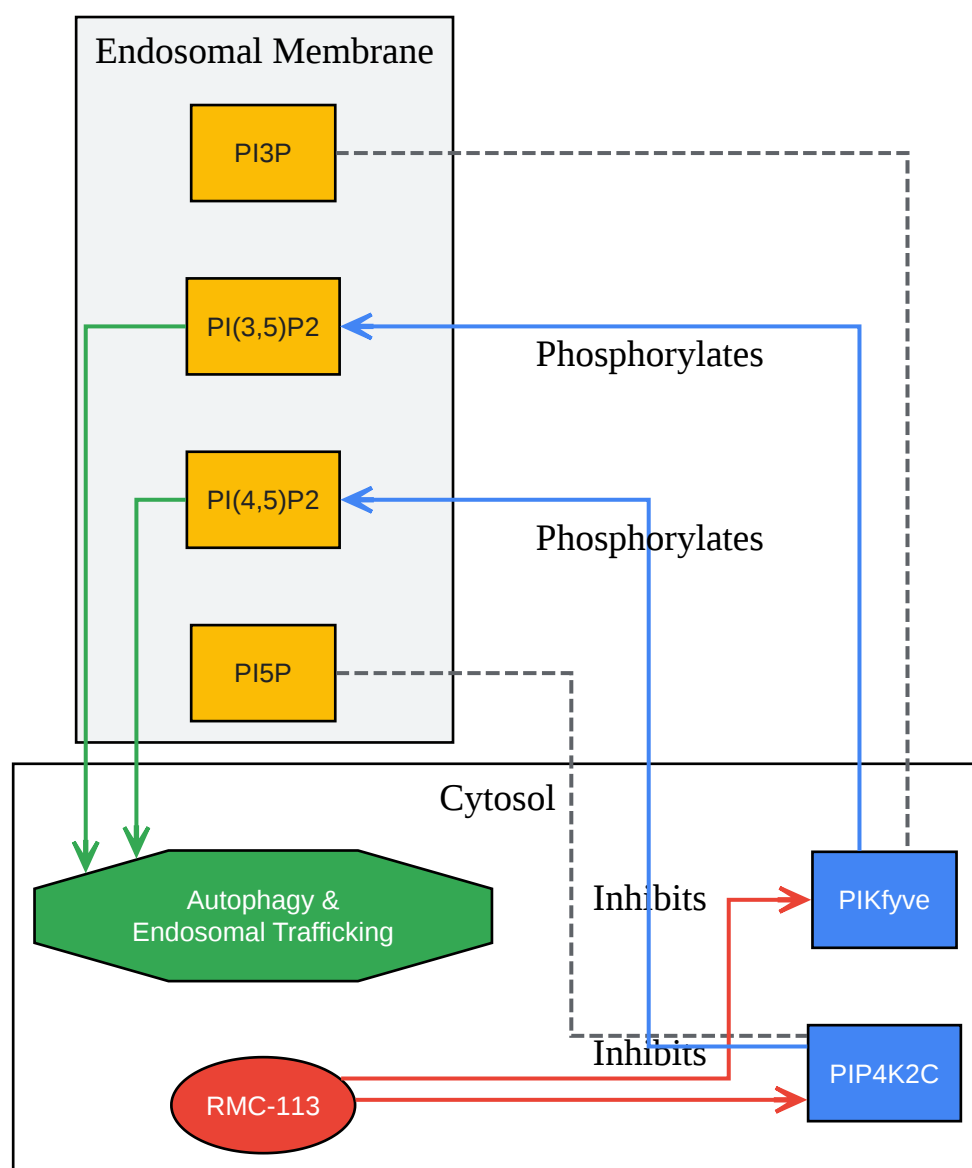 Endosomal Membrane
PI3P
PI(3,5)P2
Phosphorylates
PI(4,5)P2
Phosphorylates
PI5P
Cytosol
Autophagy &
Endosomal Trafficking
Inhibits
PIKfyve
Inhibits
PIP4K2C
RMC-113